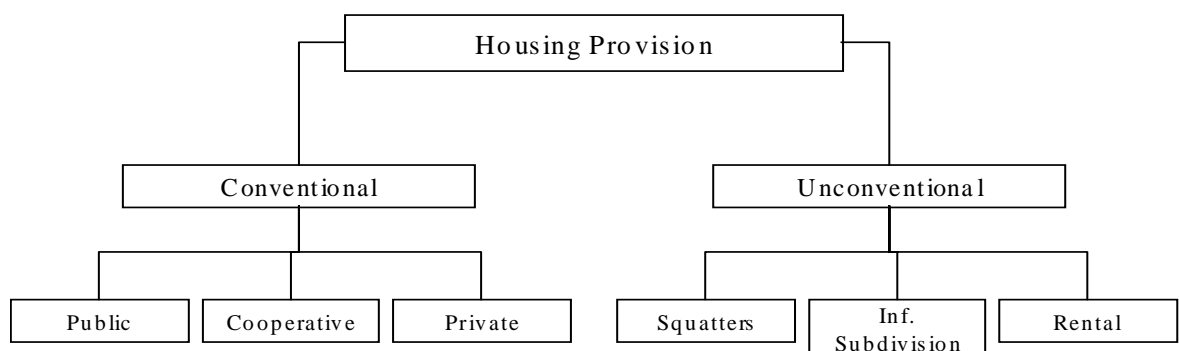 Housing Provision
Conventional
Unconventional
Public
Cooperative
Private
Squatters
Inf.
Subdivision
Rental